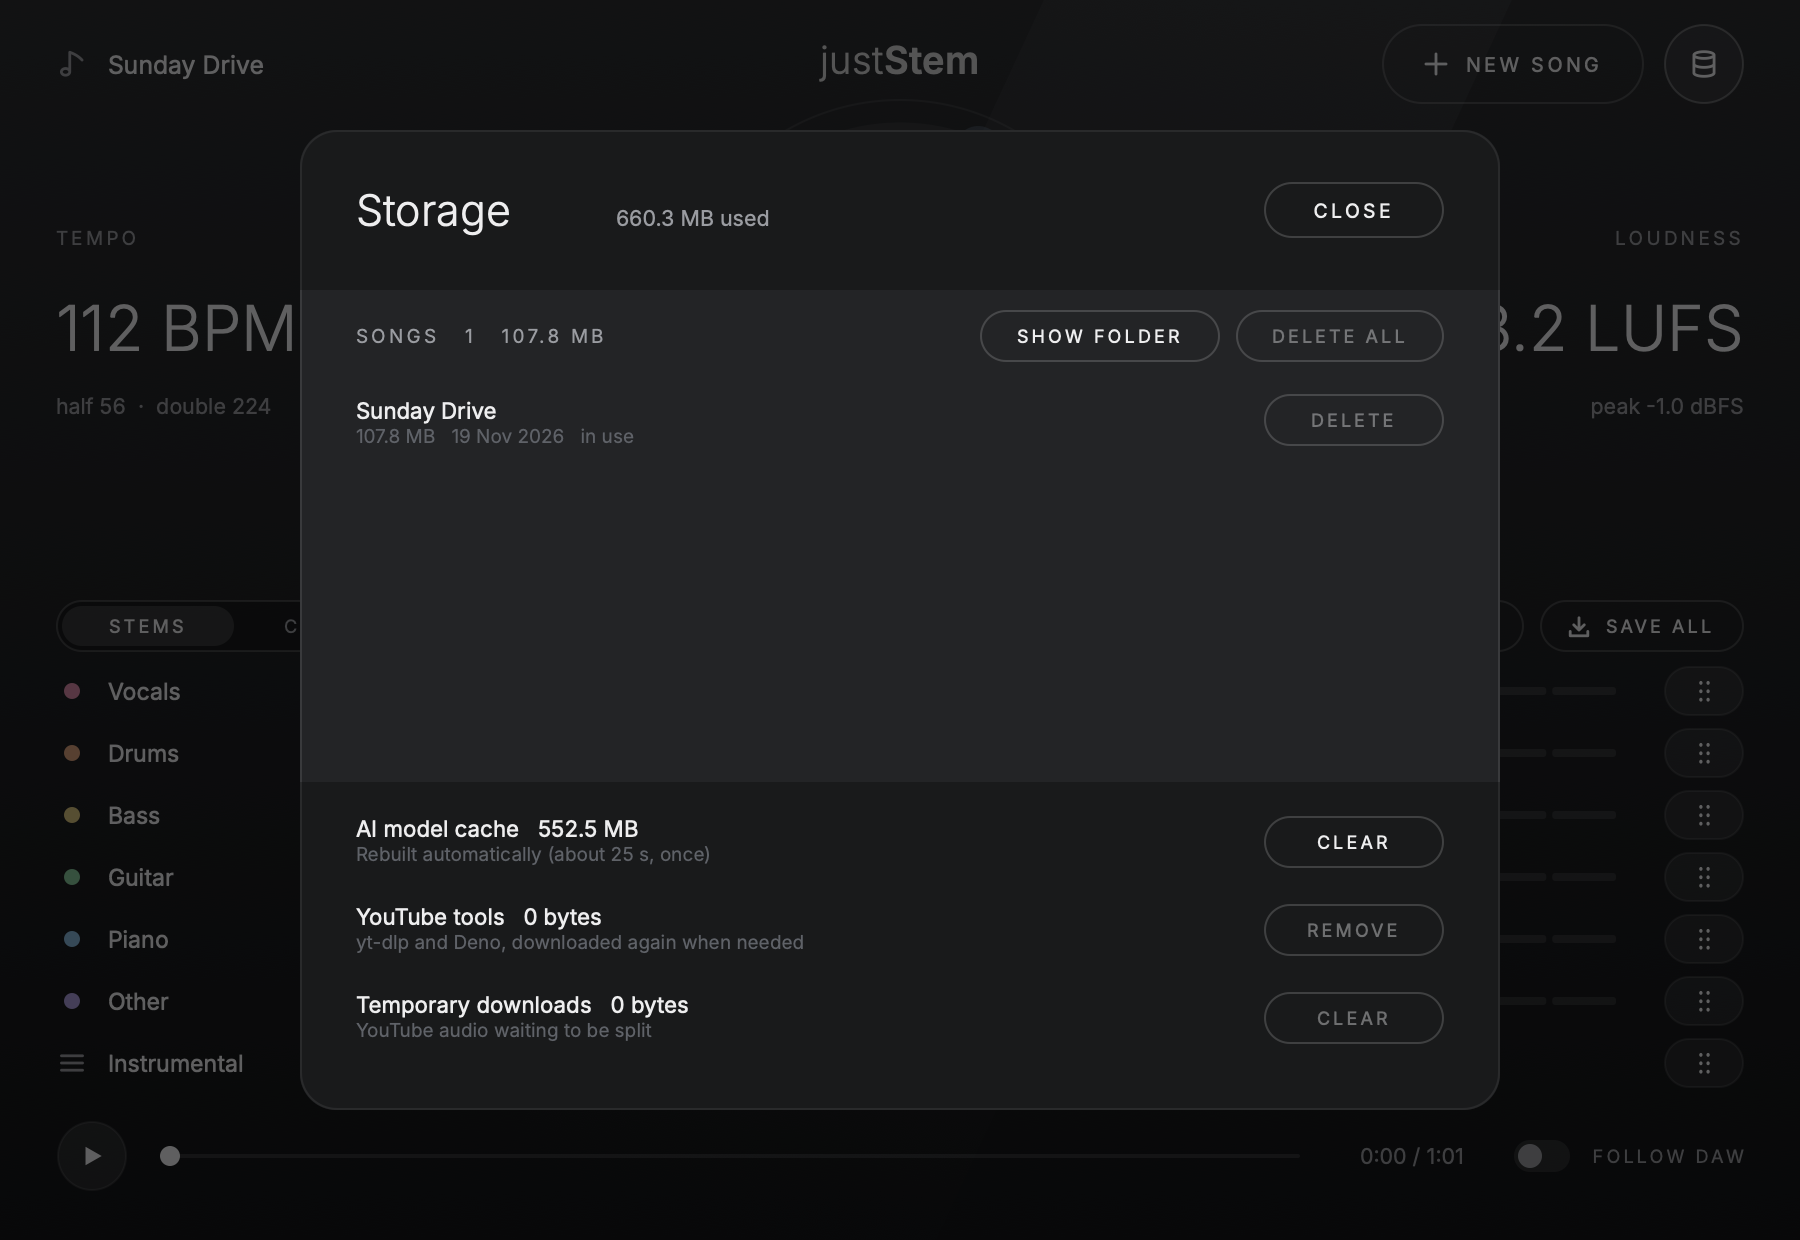 Sunday Drive
justStem
NEW SONG
Storage
660.3 MB used
CLOSE
TEMPO
LOUDNESS
112 BPM
3.2 LUFS
half 56 · double 224
peak -1.0 dBFS
SONGS 1 107.8 MB
SHOW FOLDER
DELETE ALL
Sunday Drive
107.8 MB 19 Nov 2026 in use
DELETE
STEMS
C
SAVE ALL
Vocals
Drums
Bass
Guitar
Piano
Other
Instrumental
AI model cache 552.5 MB
Rebuilt automatically (about 25 s, once)
CLEAR
YouTube tools 0 bytes
yt-dlp and Deno, downloaded again when needed
REMOVE
Temporary downloads 0 bytes
YouTube audio waiting to be split
CLEAR
0:00 / 1:01
FOLLOW DAW